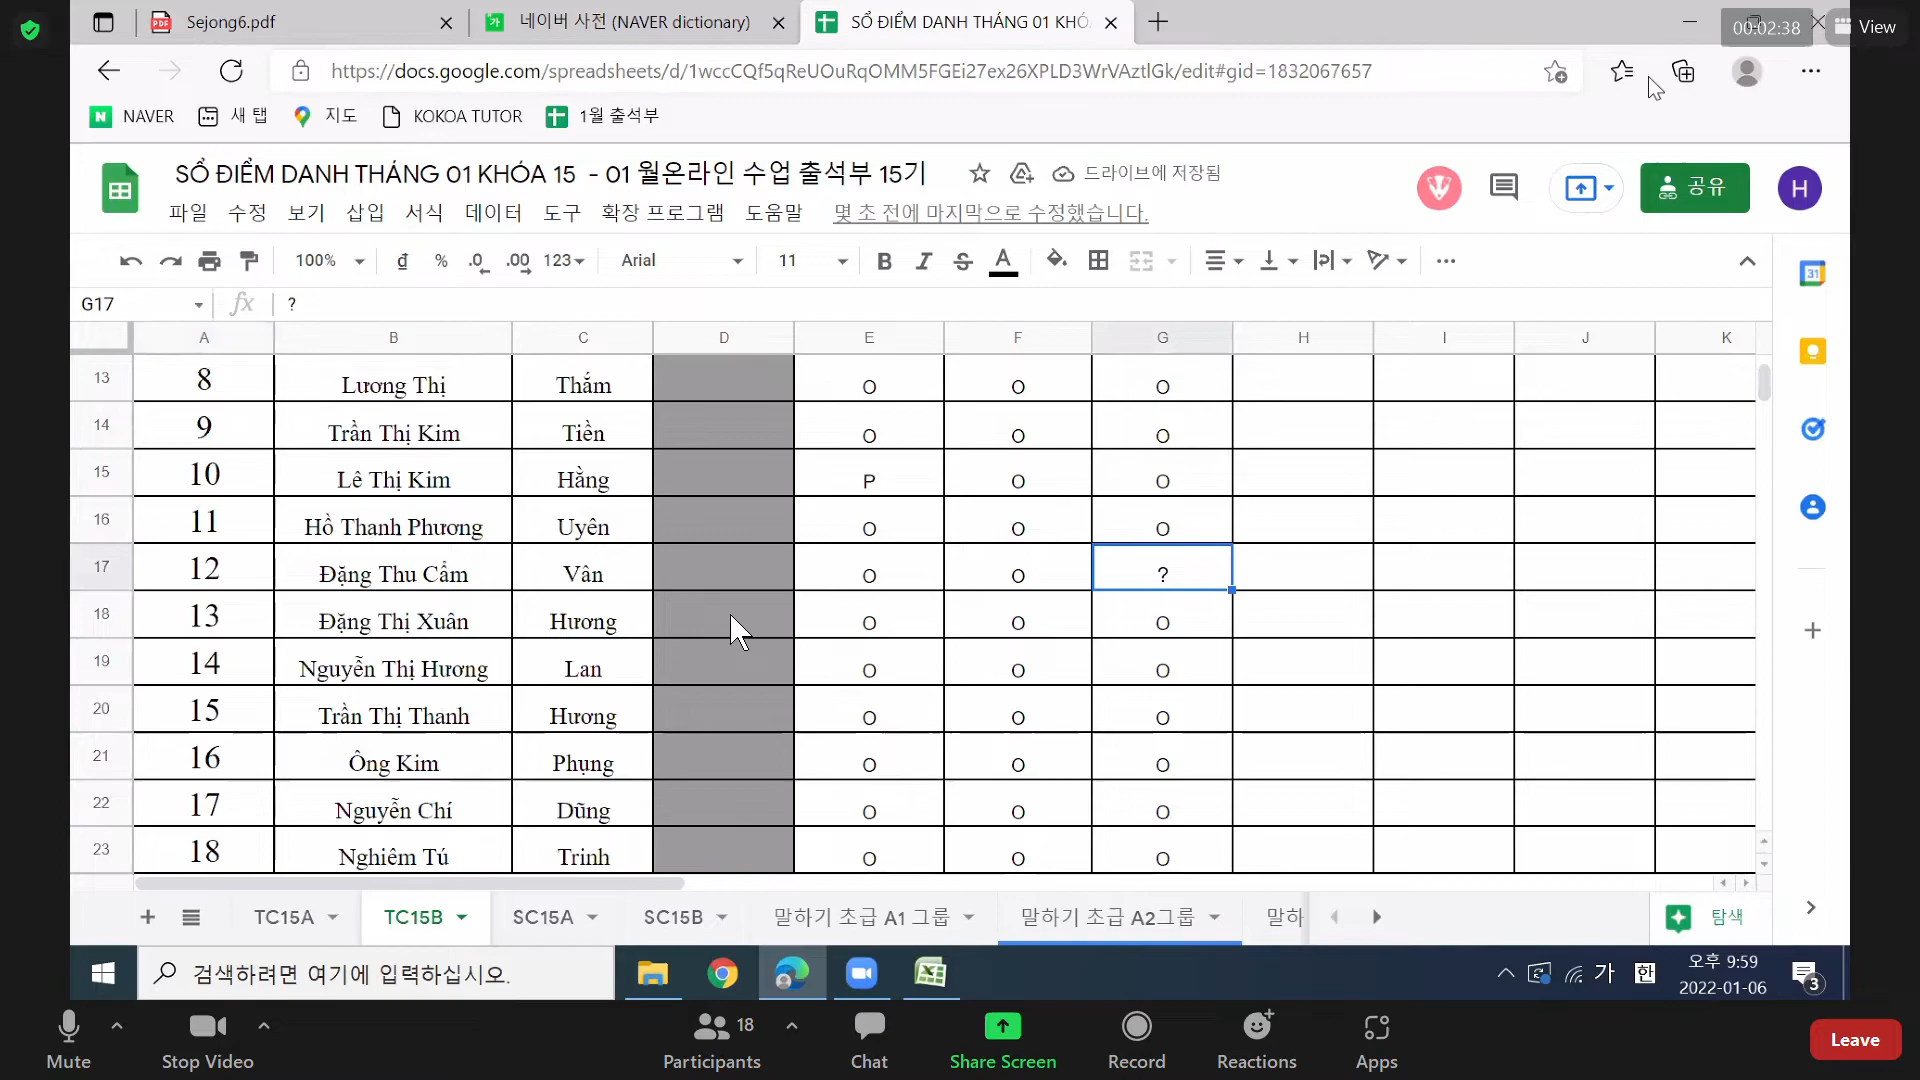 Sejong6.pdf
네이버 사전 (NAVER dictionary)
SỔ ĐIỂM DANH THÁNG 01 KHÓ
00:02:38
View
https://docs.google.com/spreadsheets/d/1wccCQf5qReUOuRqOMM5FGEi27ex26XPLD3WrVAztlGk/edit#gid=1832067657
NAVER
새 탭
지도
KOKOA TUTOR
1월 출석부
SỔ ĐIỂM DANH THÁNG 01 KHÓA 15 - 01 월온라인 수업 출석부 15기
드라이브에 저장됨
공유
H
파일 수정 보기 삽입 서식 데이터 도구 확장 프로그램 도움말 몇 초 전에 마지막으로 수정했습니다.
100% ₫ % .0 .00 123 Arial 11 B I S A
31
G17 fx ?
A B C D E F G H I J K
13 8 Lương Thị Thắm O O O
14 9 Trần Thị Kim Tiền O O O
15 10 Lê Thị Kim Hằng P O O
16 11 Hồ Thanh Phương Uyên O O O
17 12 Đặng Thu Cẩm Vân O O ?
18 13 Đặng Thị Xuân Hương O O O
19 14 Nguyễn Thị Hương Lan O O O
20 15 Trần Thị Thanh Hương O O O
21 16 Ông Kim Phụng O O O
22 17 Nguyễn Chí Dũng O O O
23 18 Nghiêm Tú Trinh O O O
TC15A TC15B SC15A SC15B 말하기 초급 A1 그룹 말하기 초급 A2그룹 말하 탐색
검색하려면 여기에 입력하십시오.
가 한
오후 9:59
2022-01-06
3
18
Mute Stop Video Participants Chat Share Screen Record Reactions Apps Leave